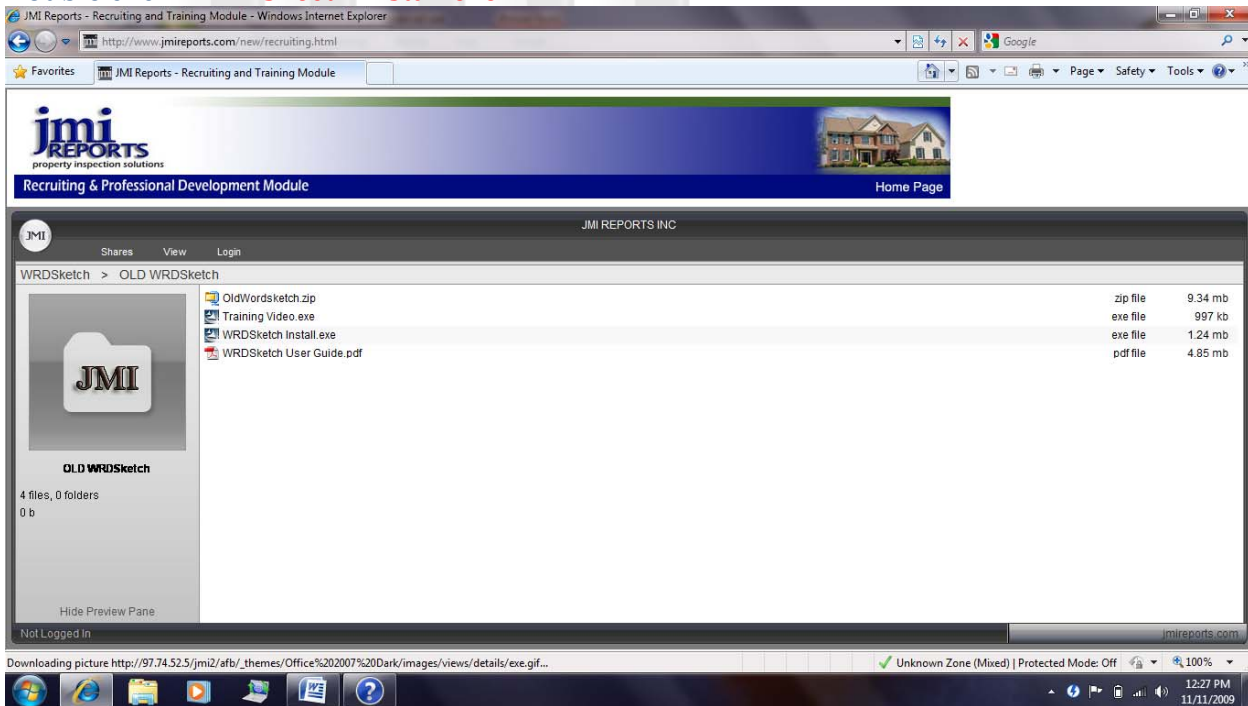 JMI Reports - Recruiting and Training Module - Windows Internet Explorer
http://www.jmireports.com/new/recruiting.html
Google
Favorites JMI Reports - Recruiting and Training Module
Page Safety Tools
jmi
REPORTS
property inspection solutions
Recruiting & Professional Development Module Home Page
JMI REPORTS INC
JMI
Shares View Login
WRDSketch > OLD WRDSketch
OldWordsketch.zip zip file 9.34 mb
Training Video.exe exe file 997 kb
WRDSketch Install.exe exe file 1.24 mb
WRDSketch User Guide.pdf pdf file 4.85 mb
JMI
OLD WRDSketch
4 files, 0 folders
0 b
Hide Preview Pane
Not Logged In jmireports.com
Downloading picture http://97.74.52.5/jmi2/afb/_themes/Office%202007%20Dark/images/views/details/exe.gif... Unknown Zone (Mixed) | Protected Mode: Off 100%
12:27 PM
11/11/2009